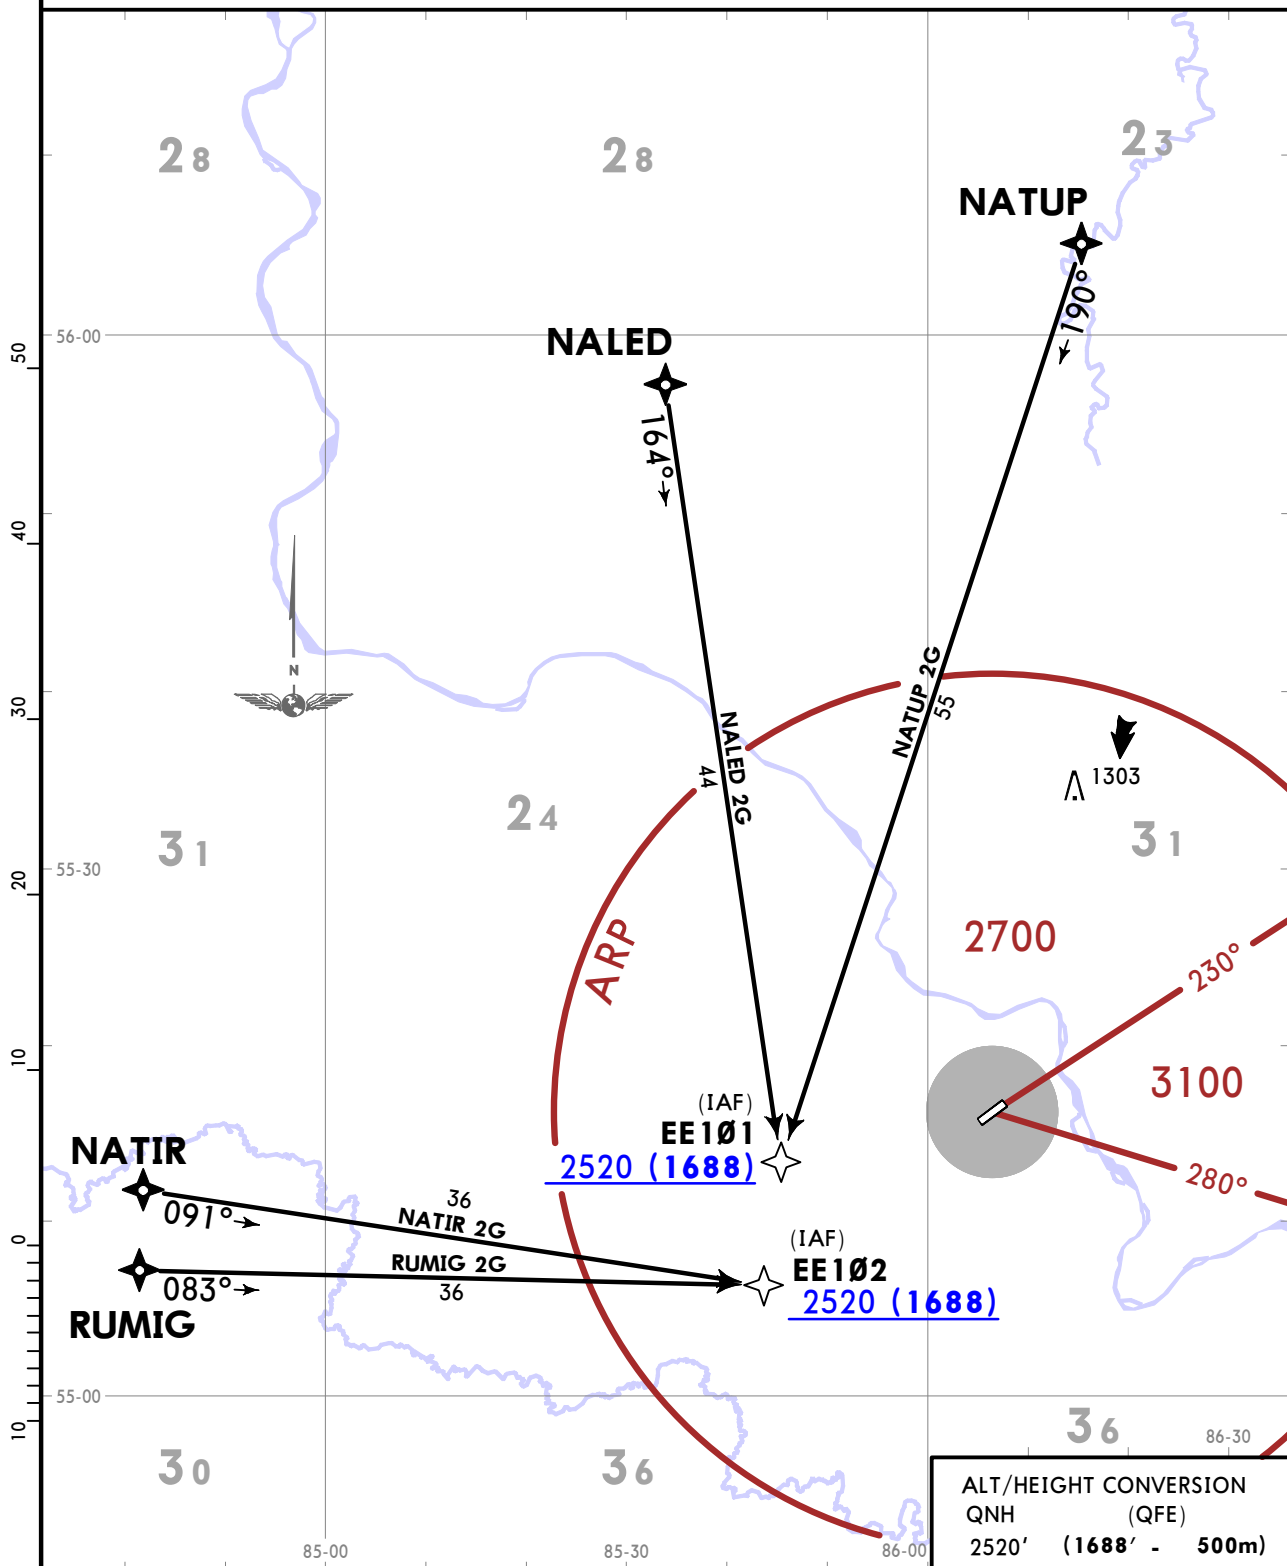 28
28
23
NATUP
190°
56-00
50
NALED
164°
40
N
30
NATUP 2G
55
NALED 2G
44
1303
24
31
31
55-30
20
ARP
2700
230°
10
3100
(IAF)
EE1Ø1
2520 (1688)
NATIR
091°
36
NATIR 2G
280°
0
RUMIG 2G
36
083°
RUMIG
(IAF)
EE1Ø2
2520 (1688)
55-00
10
30
36
36
86-30
ALT/HEIGHT CONVERSION
QNH (QFE)
2520' (1688' - 500m)
85-00
85-30
86-00